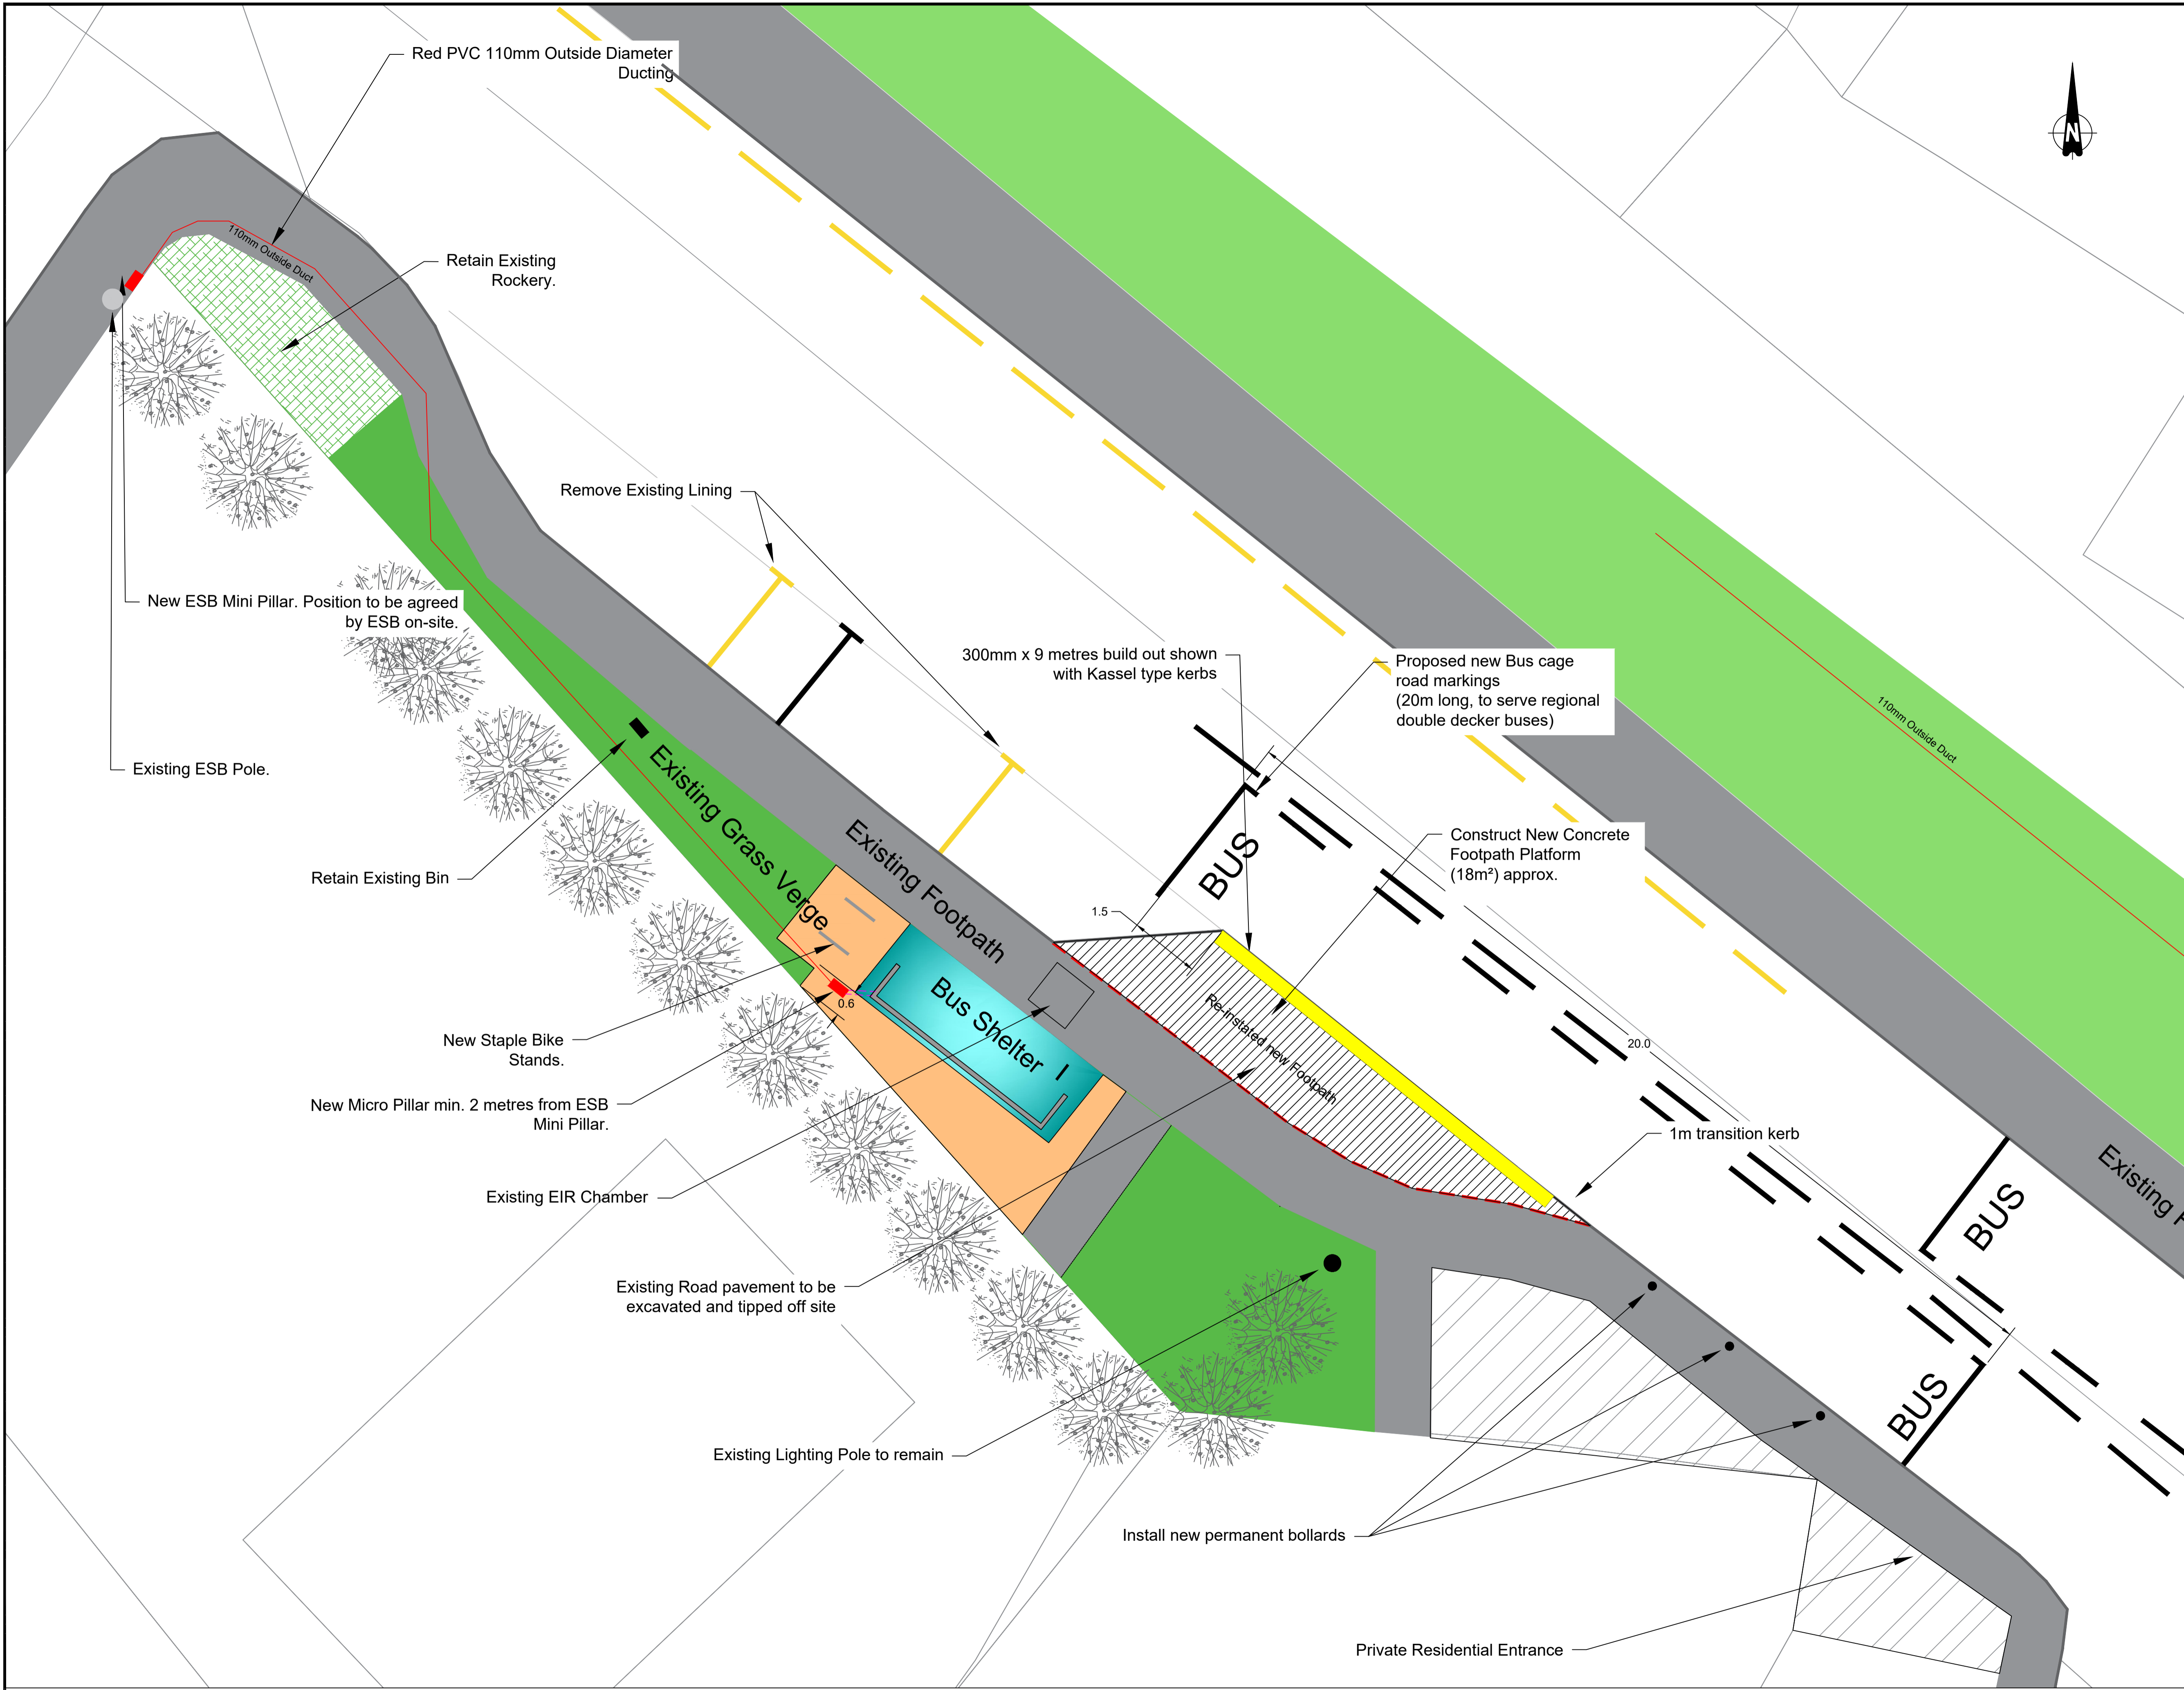 Red PVC 110mm Outside Diameter
Ducting
N
110mm Outside Duct
Retain Existing
Rockery.
Remove Existing Lining
New ESB Mini Pillar. Position to be agreed
by ESB on-site.
300mm x 9 metres build out shown
with Kassel type kerbs
Proposed new Bus cage
road markings
(20m long, to serve regional
double decker buses)
110mm Outside Duct
Existing ESB Pole.
Existing Grass Verge
Existing Footpath
BUS
Construct New Concrete
Footpath Platform
(18m²) approx.
Retain Existing Bin
1.5
0.6
Bus Shelter
Re-instated new Footpath
20.0
New Staple Bike
Stands.
New Micro Pillar min. 2 metres from ESB
Mini Pillar.
1m transition kerb
Existing
BUS
Existing EIR Chamber
Existing Road pavement to be
excavated and tipped off site
BUS
Existing Lighting Pole to remain
Install new permanent bollards
Private Residential Entrance